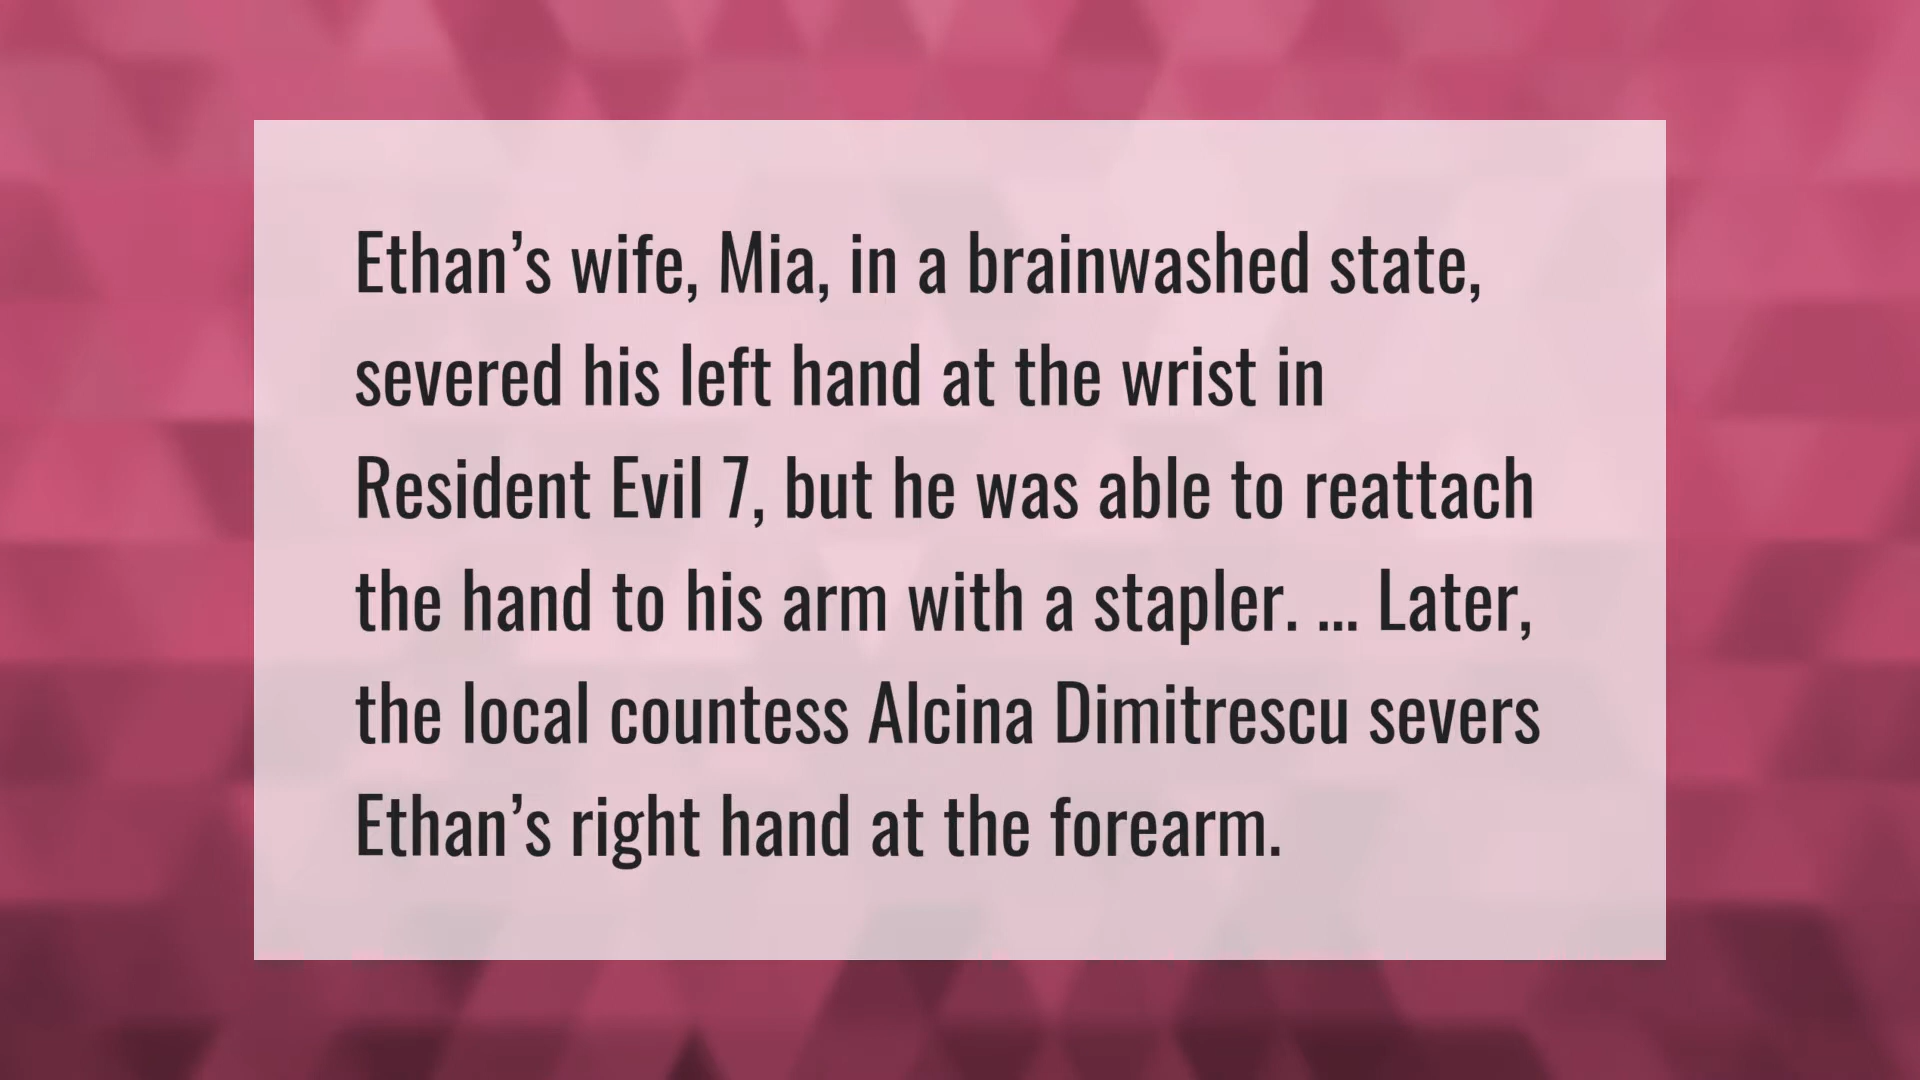 Ethan’s wife, Mia, in a brainwashed state,
severed his left hand at the wrist in
Resident Evil 7, but he was able to reattach
the hand to his arm with a stapler. ... Later,
the local countess Alcina Dimitrescu severs
Ethan’s right hand at the forearm.